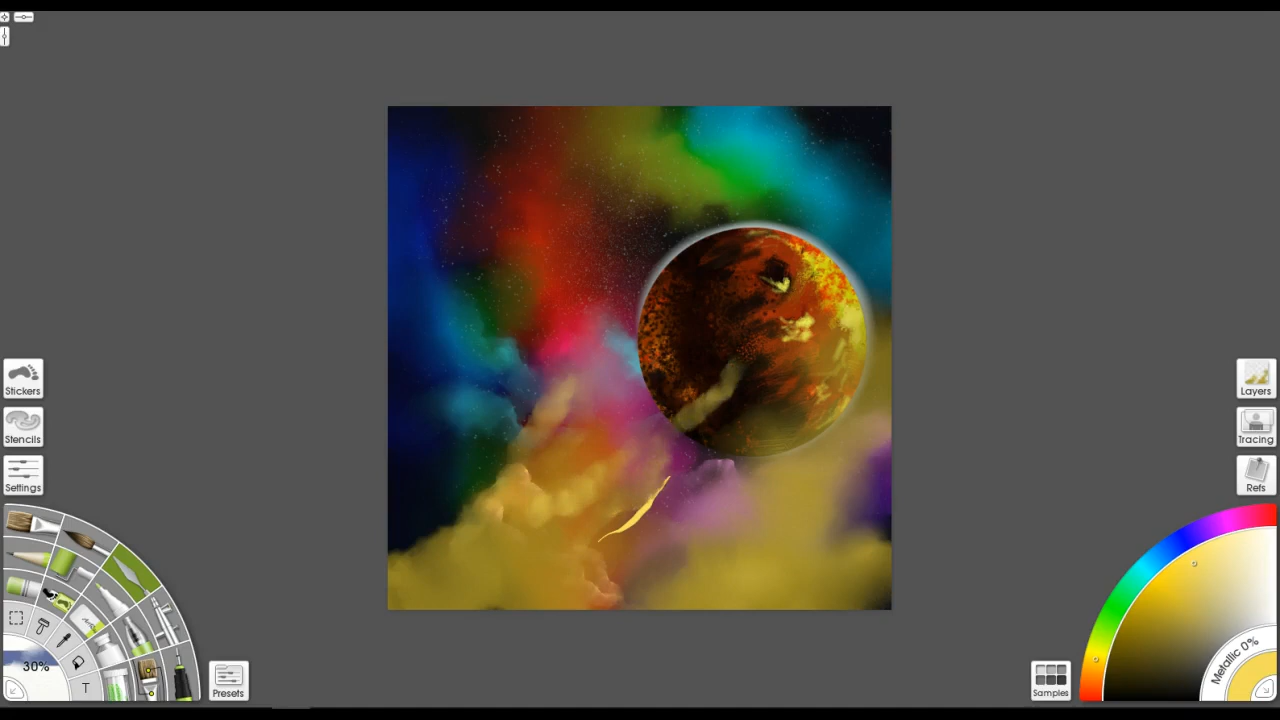 Stickers
Stencils
Settings
30%
T
Presets
Layers
Tracing
Refs
Samples
Metallic 0%